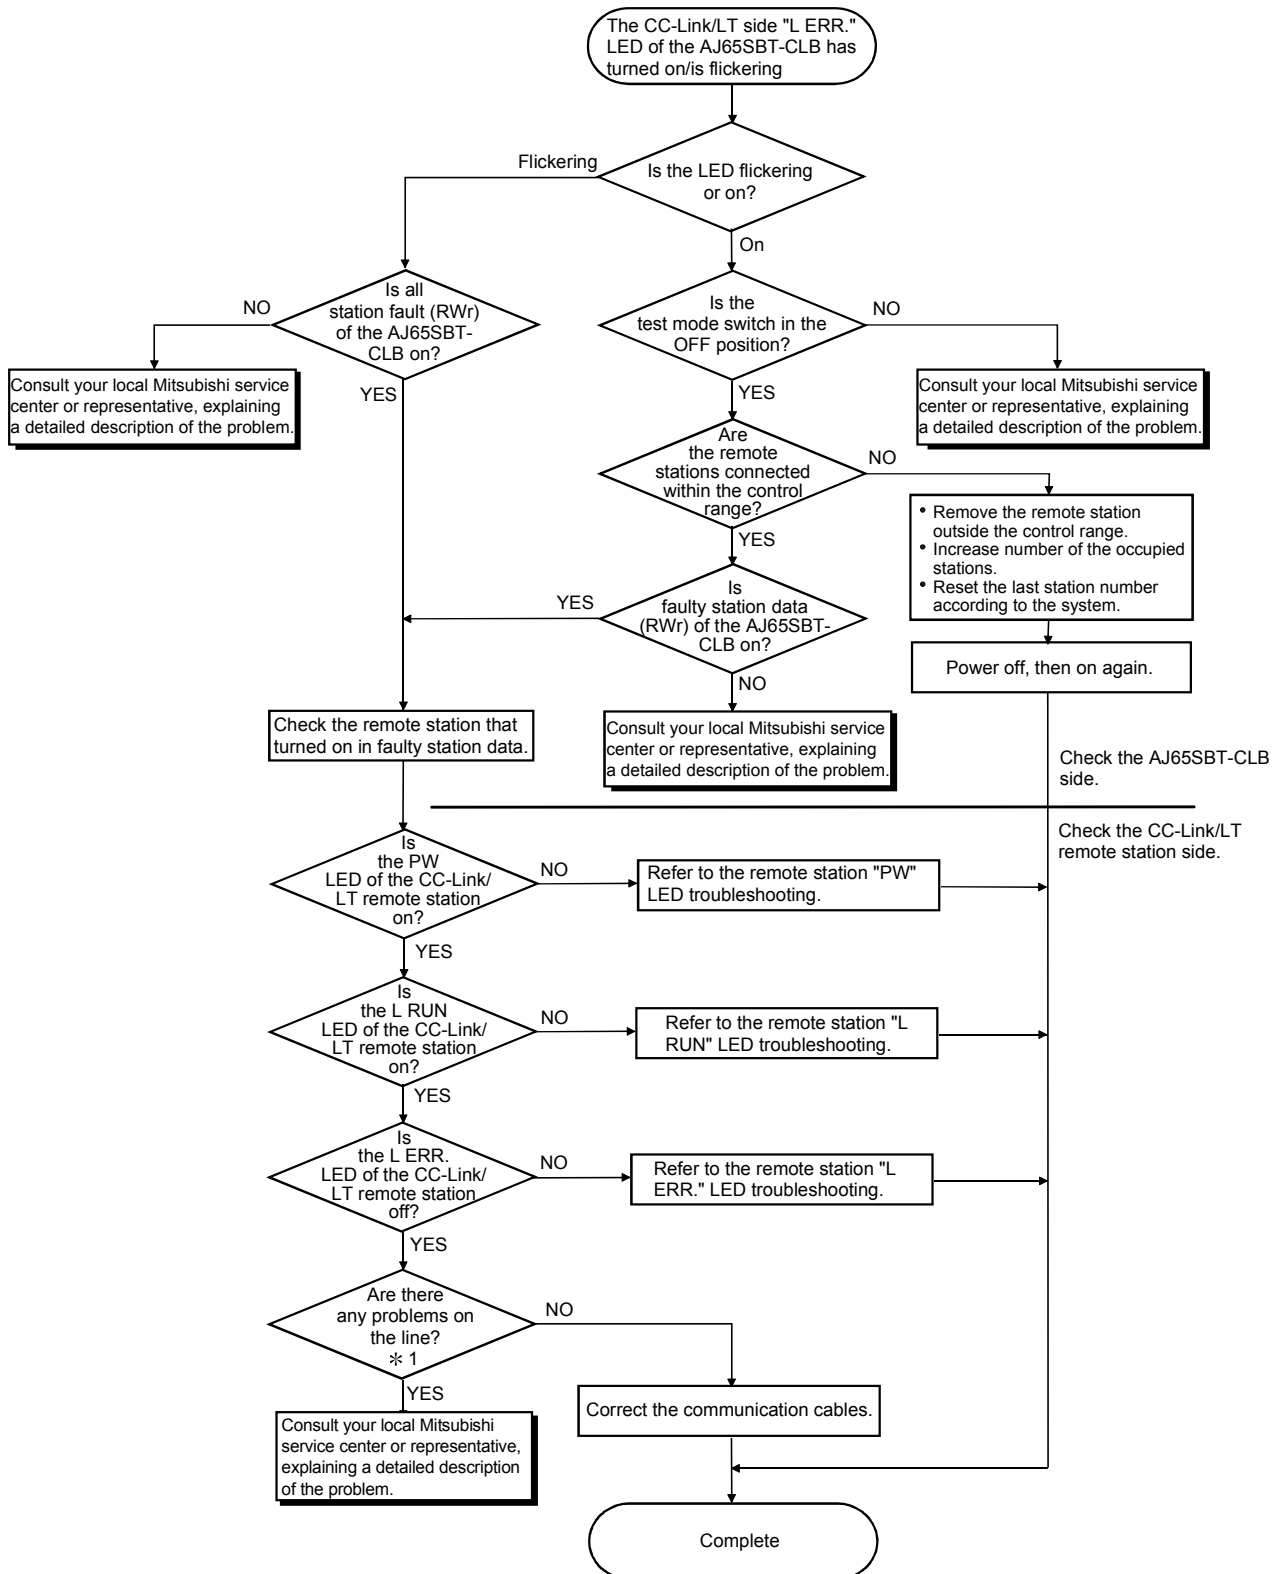 The CC-Link/LT side "L ERR."
LED of the AJ65SBT-CLB has
turned on/is flickering
Flickering
Is the LED flickering
or on?
On
NO
Is all
station fault (RWr)
of the AJ65SBT-
CLB on?
Is the
test mode switch in the
OFF position?
NO
Consult your local Mitsubishi service
center or representative, explaining
a detailed description of the problem.
YES
YES
Consult your local Mitsubishi service
center or representative, explaining
a detailed description of the problem.
Are
the remote
stations connected
within the control
range?
NO
• Remove the remote station
outside the control range.
• Increase number of the occupied
stations.
• Reset the last station number
according to the system.
YES
YES
Is
faulty station data
(RWr) of the AJ65SBT-
CLB on?
Power off, then on again.
NO
Check the remote station that
turned on in faulty station data.
Consult your local Mitsubishi service
center or representative, explaining
a detailed description of the problem.
Check the AJ65SBT-CLB
side.
Check the CC-Link/LT
remote station side.
Is
the PW
LED of the CC-Link/
LT remote station
on?
NO
Refer to the remote station "PW"
LED troubleshooting.
YES
Is
the L RUN
LED of the CC-Link/
LT remote station
on?
NO
Refer to the remote station "L
RUN" LED troubleshooting.
YES
Is
the L ERR.
LED of the CC-Link/
LT remote station
off?
NO
Refer to the remote station "L
ERR." LED troubleshooting.
YES
Are there
any problems on
the line?
＊1
NO
YES
Correct the communication cables.
Consult your local Mitsubishi
service center or representative,
explaining a detailed description
of the problem.
Complete